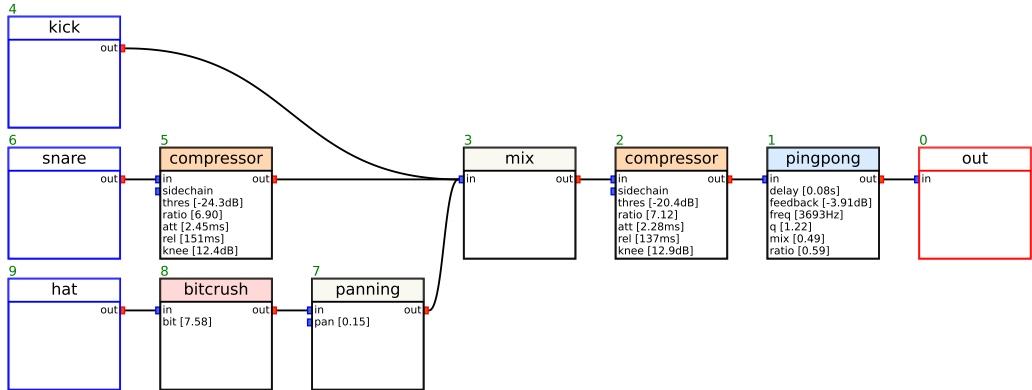 4
kick
out
6
snare
out
5
compressor
in
out
sidechain
thres [-24.3dB]
ratio [6.90]
att [2.45ms]
rel [151ms]
knee [12.4dB]
3
mix
in
out
2
compressor
in
out
sidechain
thres [-20.4dB]
ratio [7.12]
att [2.28ms]
rel [137ms]
knee [12.9dB]
1
pingpong
in
out
delay [0.08s]
feedback [-3.91dB]
freq [3693Hz]
q [1.22]
mix [0.49]
ratio [0.59]
0
out
in
9
hat
out
8
bitcrush
in
out
bit [7.58]
7
panning
in
out
pan [0.15]